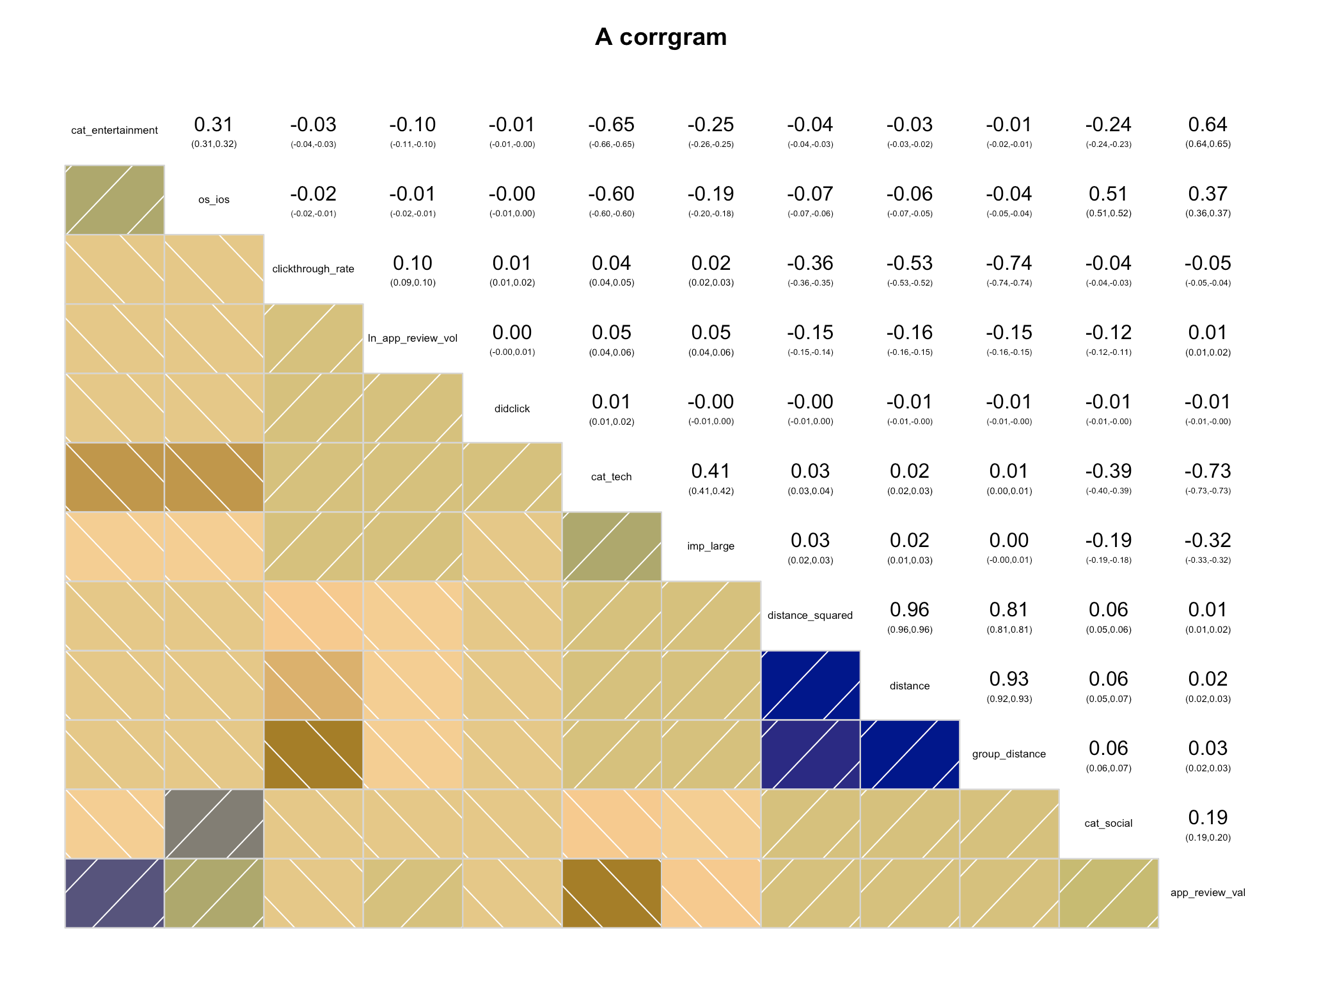 A corrgram
cat_entertainment 0.31 -0.03 -0.10 -0.01 -0.65 -0.25 -0.04 -0.03 -0.01 -0.24 0.64
(0.31,0.32) (-0.04,-0.03) (-0.11,-0.10) (-0.01,-0.00) (-0.66,-0.65) (-0.26,-0.25) (-0.04,-0.03) (-0.03,-0.02) (-0.02,-0.01) (-0.24,-0.23) (0.64,0.65)
os_ios -0.02 -0.01 -0.00 -0.60 -0.19 -0.07 -0.06 -0.04 0.51 0.37
(-0.02,-0.01) (-0.02,-0.01) (-0.01,0.00) (-0.60,-0.60) (-0.20,-0.18) (-0.07,-0.06) (-0.07,-0.05) (-0.05,-0.04) (0.51,0.52) (0.36,0.37)
clickthrough_rate 0.10 0.01 0.04 0.02 -0.36 -0.53 -0.74 -0.04 -0.05
(0.09,0.10) (0.01,0.02) (0.04,0.05) (0.02,0.03) (-0.36,-0.35) (-0.53,-0.52) (-0.74,-0.74) (-0.04,-0.03) (-0.05,-0.04)
ln_app_review_vol 0.00 0.05 0.05 -0.15 -0.16 -0.15 -0.12 0.01
(-0.00,0.01) (0.04,0.06) (0.04,0.06) (-0.15,-0.14) (-0.16,-0.15) (-0.16,-0.15) (-0.12,-0.11) (0.01,0.02)
didclick 0.01 -0.00 -0.00 -0.01 -0.01 -0.01 -0.01
(0.01,0.02) (-0.01,0.00) (-0.01,0.00) (-0.01,-0.00) (-0.01,-0.00) (-0.01,-0.00) (-0.01,-0.00)
cat_tech 0.41 0.03 0.02 0.01 -0.39 -0.73
(0.41,0.42) (0.03,0.04) (0.02,0.03) (0.00,0.01) (-0.40,-0.39) (-0.73,-0.73)
imp_large 0.03 0.02 0.00 -0.19 -0.32
(0.02,0.03) (0.01,0.03) (-0.00,0.01) (-0.19,-0.18) (-0.33,-0.32)
distance_squared 0.96 0.81 0.06 0.01
(0.96,0.96) (0.81,0.81) (0.05,0.06) (0.01,0.02)
distance 0.93 0.06 0.02
(0.92,0.93) (0.05,0.07) (0.02,0.03)
group_distance 0.06 0.03
(0.06,0.07) (0.02,0.03)
cat_social 0.19
(0.19,0.20)
app_review_val